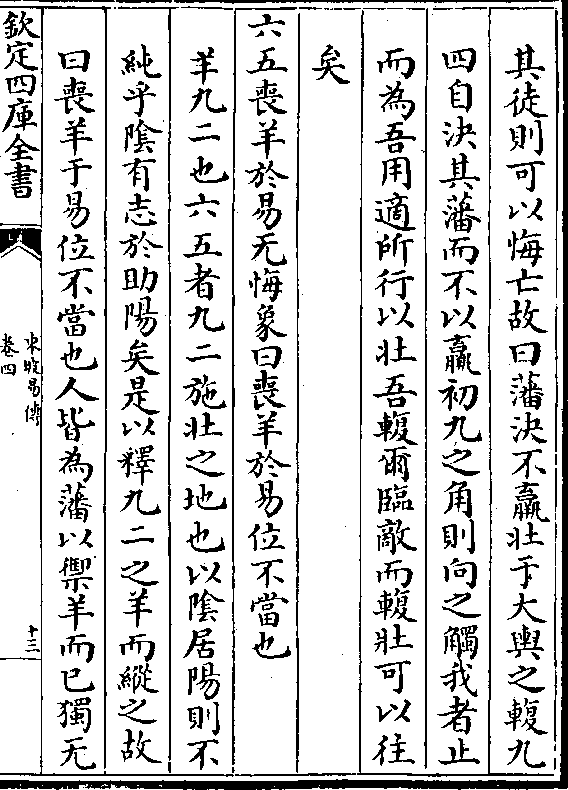 其徒則可以悔亡故曰藩決不羸壯于大輿之輹九
四自決其藩而不以羸初九之角則向之觸我者止
而為吾用適所行以壯吾輹爾臨敵而輹壯可以往
矣
六五喪羊於易无悔象曰喪羊於易位不當也
羊九二也六五者九二施壯之地也以陰居陽則不
純乎陰有志於助陽矣是以釋九二之羊而縱之故
曰喪羊于易位不當也人皆為藩以禦羊而已獨无
欽定四庫全書
東坡易傳
卷四
十三